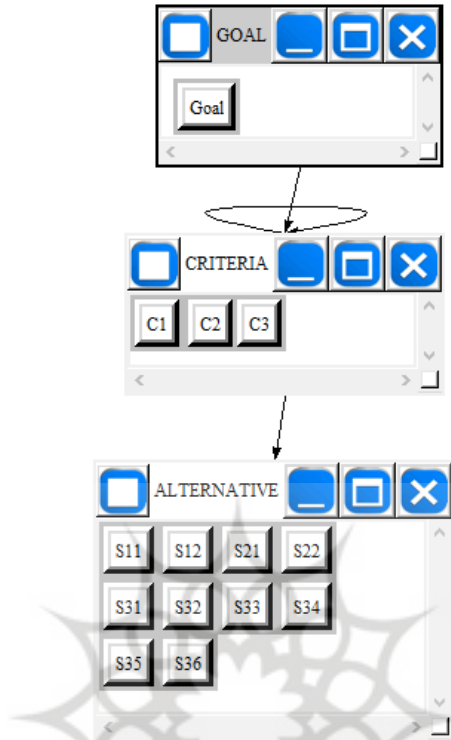 GOAL
Goal
CRITERIA
C1 C2 C3
ALTERNATIVE
S11 S12 S21 S22
S31 S32 S33 S34
S35 S36